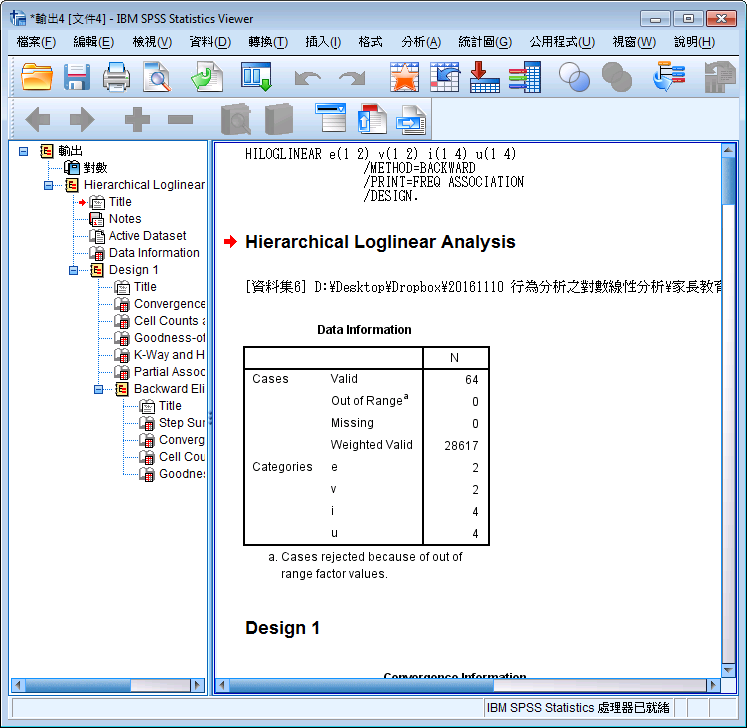 *輸出4 [文件4] - IBM SPSS Statistics Viewer
檔案(F) 編輯(E) 檢視(V) 資料(D) 轉換(T) 插入(I) 格式 分析(A) 統計圖(G) 公用程式(U) 視窗(W) 說明(H)
輸出
對數
Hierarchical Loglinear
Title
Notes
Active Dataset
Data Information
Design 1
Title
Convergence
Cell Counts a
Goodness-of
K-Way and H
Partial Assoc
Backward Eli
Title
Step Sur
Converg
Cell Cou
Goodne
HILOGLINEAR e(1 2) v(1 2) i(1 4) u(1 4)
/METHOD=BACKWARD
/PRINT=FREQ ASSOCIATION
/DESIGN.
Hierarchical Loglinear Analysis
[資料集6] D:\Desktop\Dropbox\20161110 行為分析之對數線性分析\家長教育
Data Information
N
Cases Valid 64
Out of Rangeᵃ 0
Missing 0
Weighted Valid 28617
Categories e 2
v 2
i 4
u 4
a. Cases rejected because of out of
range factor values.
Design 1
Convergence Information
IBM SPSS Statistics 處理器已就緒